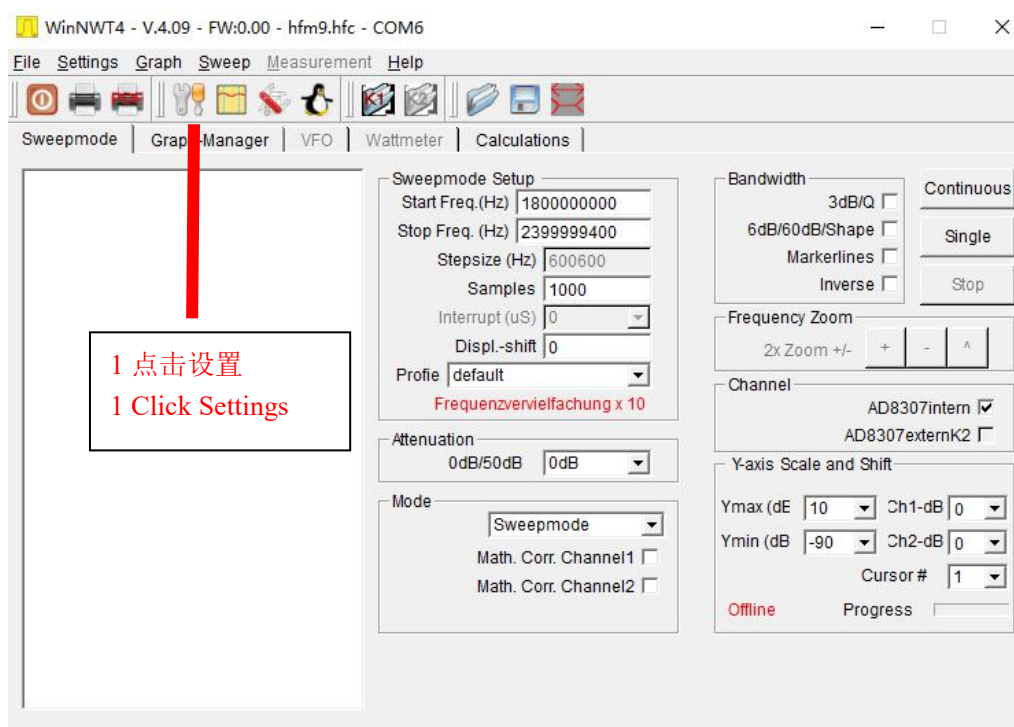 WinNWT4 - V.4.09 - FW:0.00 - hfm9.hfc - COM6
File Settings Graph Sweep Measurement Help
K1
Sweepmode Graph-Manager VFO Wattmeter Calculations
Sweepmode Setup
Start Freq.(Hz) 1800000000
Stop Freq. (Hz) 2399999400
Stepsize (Hz) 600600
Samples 1000
Interrupt (uS) 0
Displ.-shift 0
Profie default
Frequenzvervielfachung x 10
Attenuation
0dB/50dB 0dB
Mode
Sweepmode
Math. Corr. Channel1
Math. Corr. Channel2
Bandwidth
3dB/Q
6dB/60dB/Shape
Markerlines
Inverse
Continuous
Single
Stop
Frequency Zoom
2x Zoom +/- + - ^
Channel
AD8307intern
AD8307externK2
Y-axis Scale and Shift
Ymax (dE 10 Ch1-dB 0
Ymin (dB -90 Ch2-dB 0
Cursor # 1
Offline Progress
1 点击设置
1 Click Settings